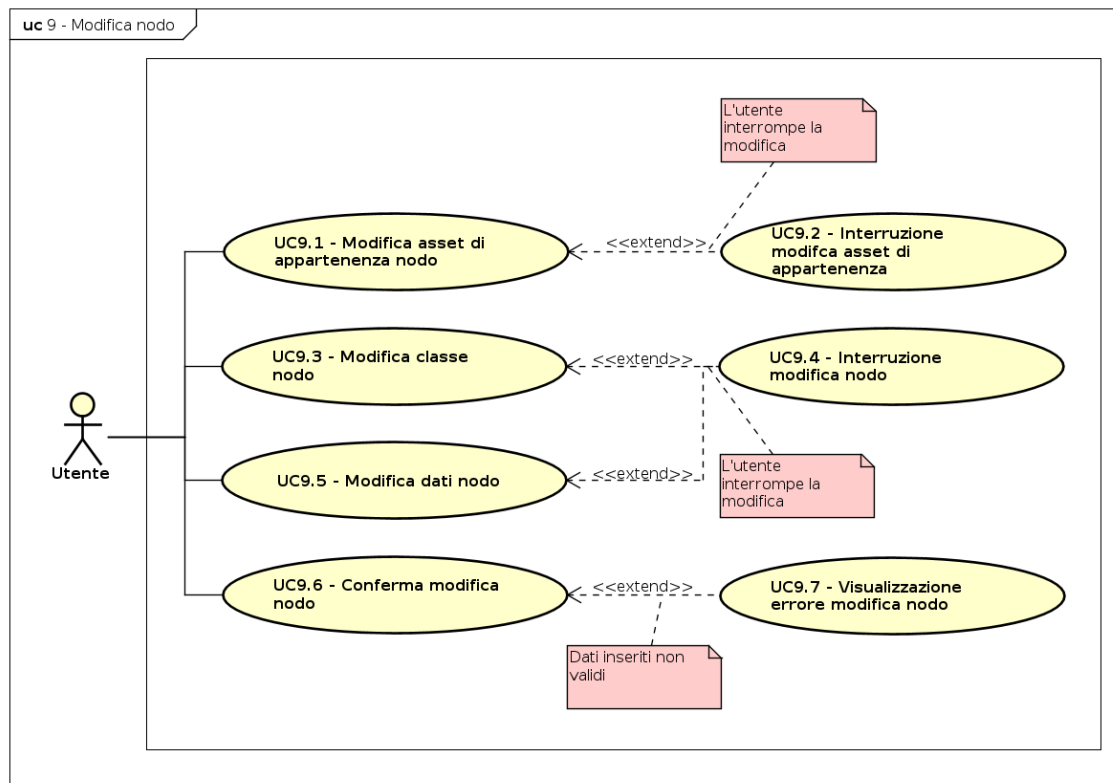 uc 9 - Modifica nodo
L'utente
interrompe la
modifica
UC9.1 - Modifica asset di
appartenenza nodo
<<extend>>
UC9.2 - Interruzione
modifca asset di
appartenenza
UC9.3 - Modifica classe
nodo
<<extend>>
UC9.4 - Interruzione
modifica nodo
Utente
UC9.5 - Modifica dati nodo
<<extend>>
L'utente
interrompe la
modifica
UC9.6 - Conferma modifica
nodo
<<extend>>
UC9.7 - Visualizzazione
errore modifica nodo
Dati inseriti non
validi